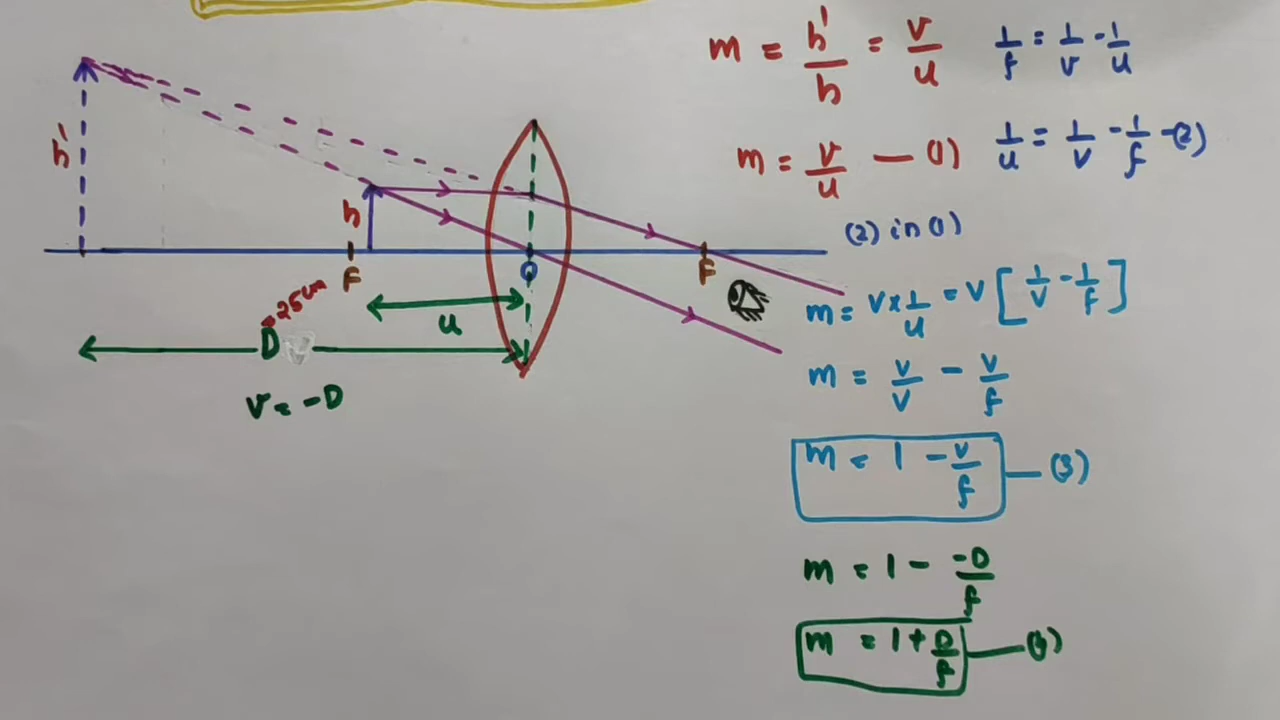 h'
h
F
O
F
u
25cm
D
v = -D
m = h'/h = v/u
1/f = 1/v - 1/u
m = v/u — (1)
1/u = 1/v - 1/f - (2)
(2) in (1)
m = v x 1/u = v [1/v - 1/f]
m = v/v - v/f
m = 1 - v/f — (3)
m = 1 - -D/f
m = 1 + D/f — (4)